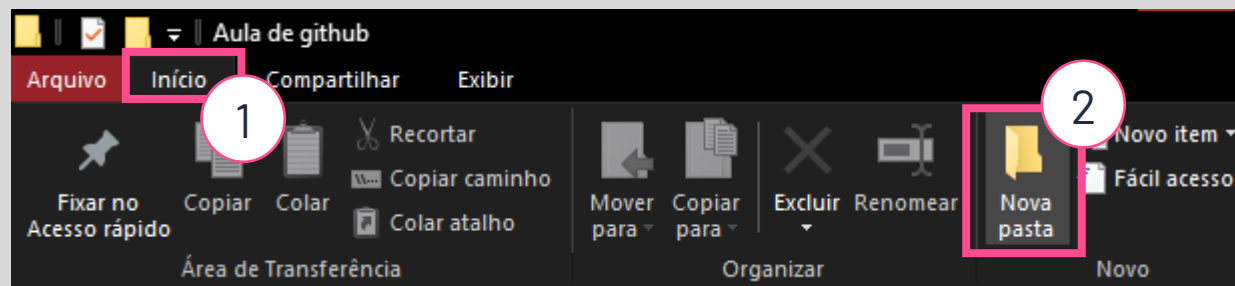 Aula de github
Arquivo Início Compartilhar Exibir
1
2
Fixar no
Acesso rápido
Copiar
Colar
Recortar
Copiar caminho
Colar atalho
Área de Transferência
Mover
para
Copiar
para
Excluir
Renomear
Organizar
Nova
pasta
Novo item
Fácil acesso
Novo